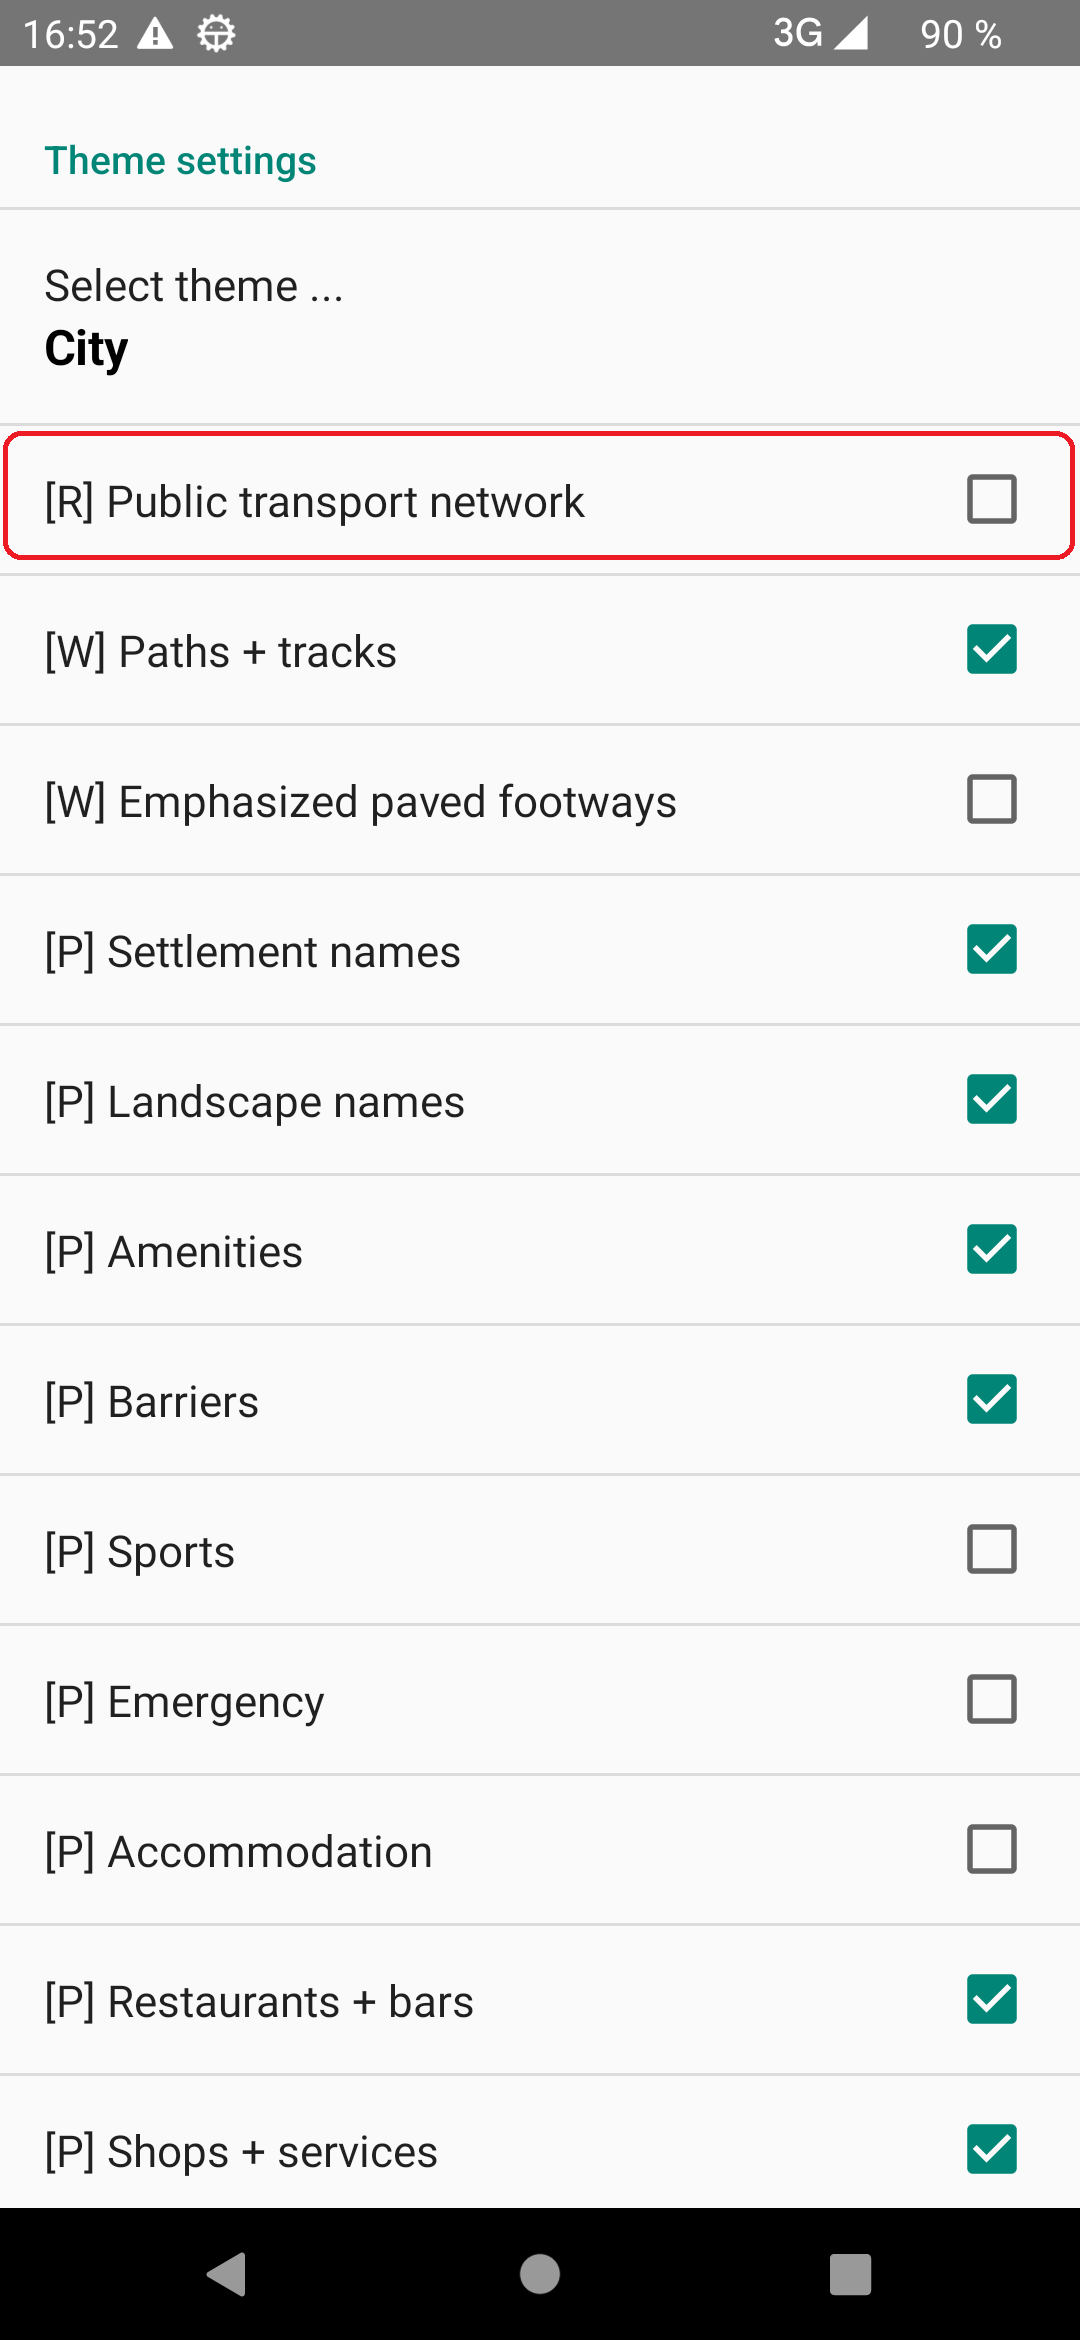 16:52 3G 90 %
Theme settings
Select theme ...
City
[R] Public transport network
[W] Paths + tracks
[W] Emphasized paved footways
[P] Settlement names
[P] Landscape names
[P] Amenities
[P] Barriers
[P] Sports
[P] Emergency
[P] Accommodation
[P] Restaurants + bars
[P] Shops + services